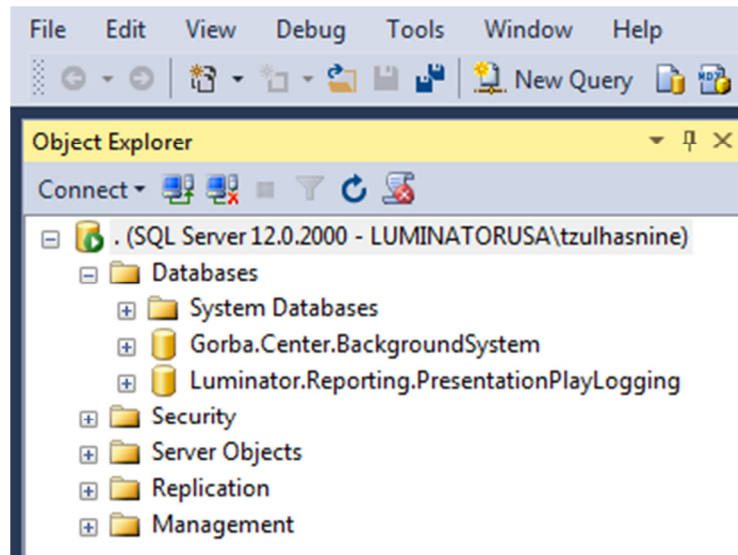 File Edit View Debug Tools Window Help
New Query
Object Explorer
Connect
. (SQL Server 12.0.2000 - LUMINATORUSA\tzulhasnine)
Databases
System Databases
Gorba.Center.BackgroundSystem
Luminator.Reporting.PresentationPlayLogging
Security
Server Objects
Replication
Management